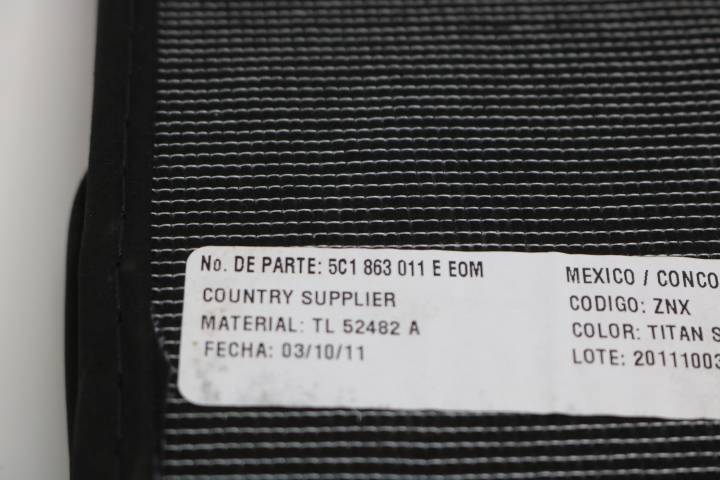 No. DE PARTE: 5C1 863 011 E EOM
COUNTRY SUPPLIER
MATERIAL: TL 52482 A
FECHA: 03/10/11
MEXICO / CONCO
CODIGO: ZNX
COLOR: TITAN S
LOTE: 20111003